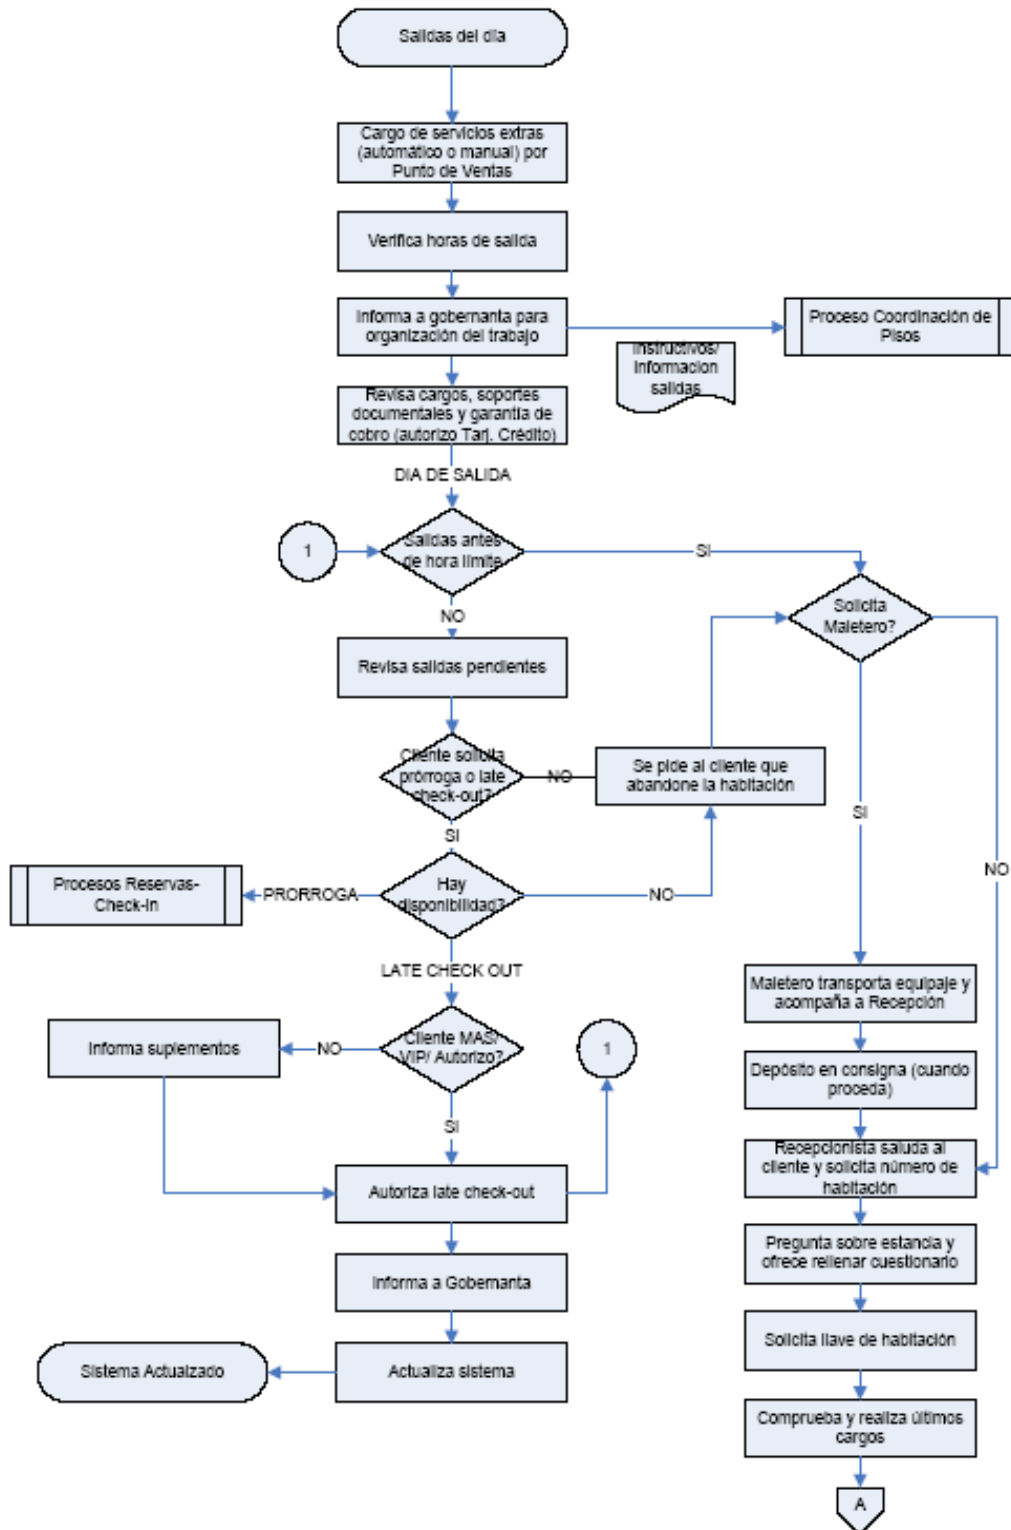 Salidas del día
Cargo de servicios extras
(automático o manual) por
Punto de Ventas
Verifica horas de salida
Informa a gobernanta para
organización del trabajo
Proceso Coordinación de
Pisos
Instructivos/
Informacion
salidas
Revisa cargos, soportes
documentales y garantía de
cobro (autorizo Tarj. Crédito)
DIA DE SALIDA
1
Salidas antes
de hora límite
SI
NO
Solicita
Maletero?
Revisa salidas pendientes
Cliente solicita
prórroga o late
check-out?
NO
Se pide al cliente que
abandone la habitación
SI
SI
NO
Procesos Reservas-
Check-In
PRORROGA
Hay
disponibilidad?
NO
LATE CHECK OUT
Maletero transporta equipaje y
acompaña a Recepción
Informa suplementos
NO
Cliente MAS/
VIP/ Autorizo?
1
Depósito en consigna (cuando
proceda)
SI
Recepcionista saluda al
cliente y solicita número de
habitación
Autoriza late check-out
Pregunta sobre estancia y
ofrece rellenar cuestionario
Informa a Gobernanta
Solicita llave de habitación
Sistema Actualzado
Actualiza sistema
Comprueba y realiza últimos
cargos
A